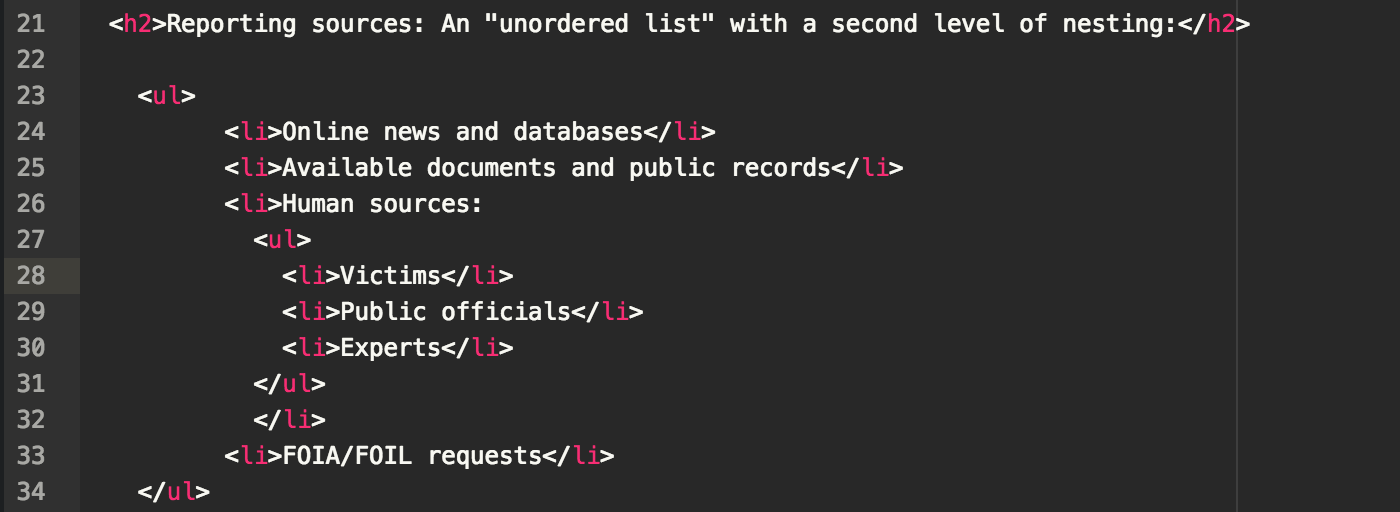 21 <h2>Reporting sources: An "unordered list" with a second level of nesting:</h2>
22
23 <ul>
24 <li>Online news and databases</li>
25 <li>Available documents and public records</li>
26 <li>Human sources:
27 <ul>
28 <li>Victims</li>
29 <li>Public officials</li>
30 <li>Experts</li>
31 </ul>
32 </li>
33 <li>FOIA/FOIL requests</li>
34 </ul>